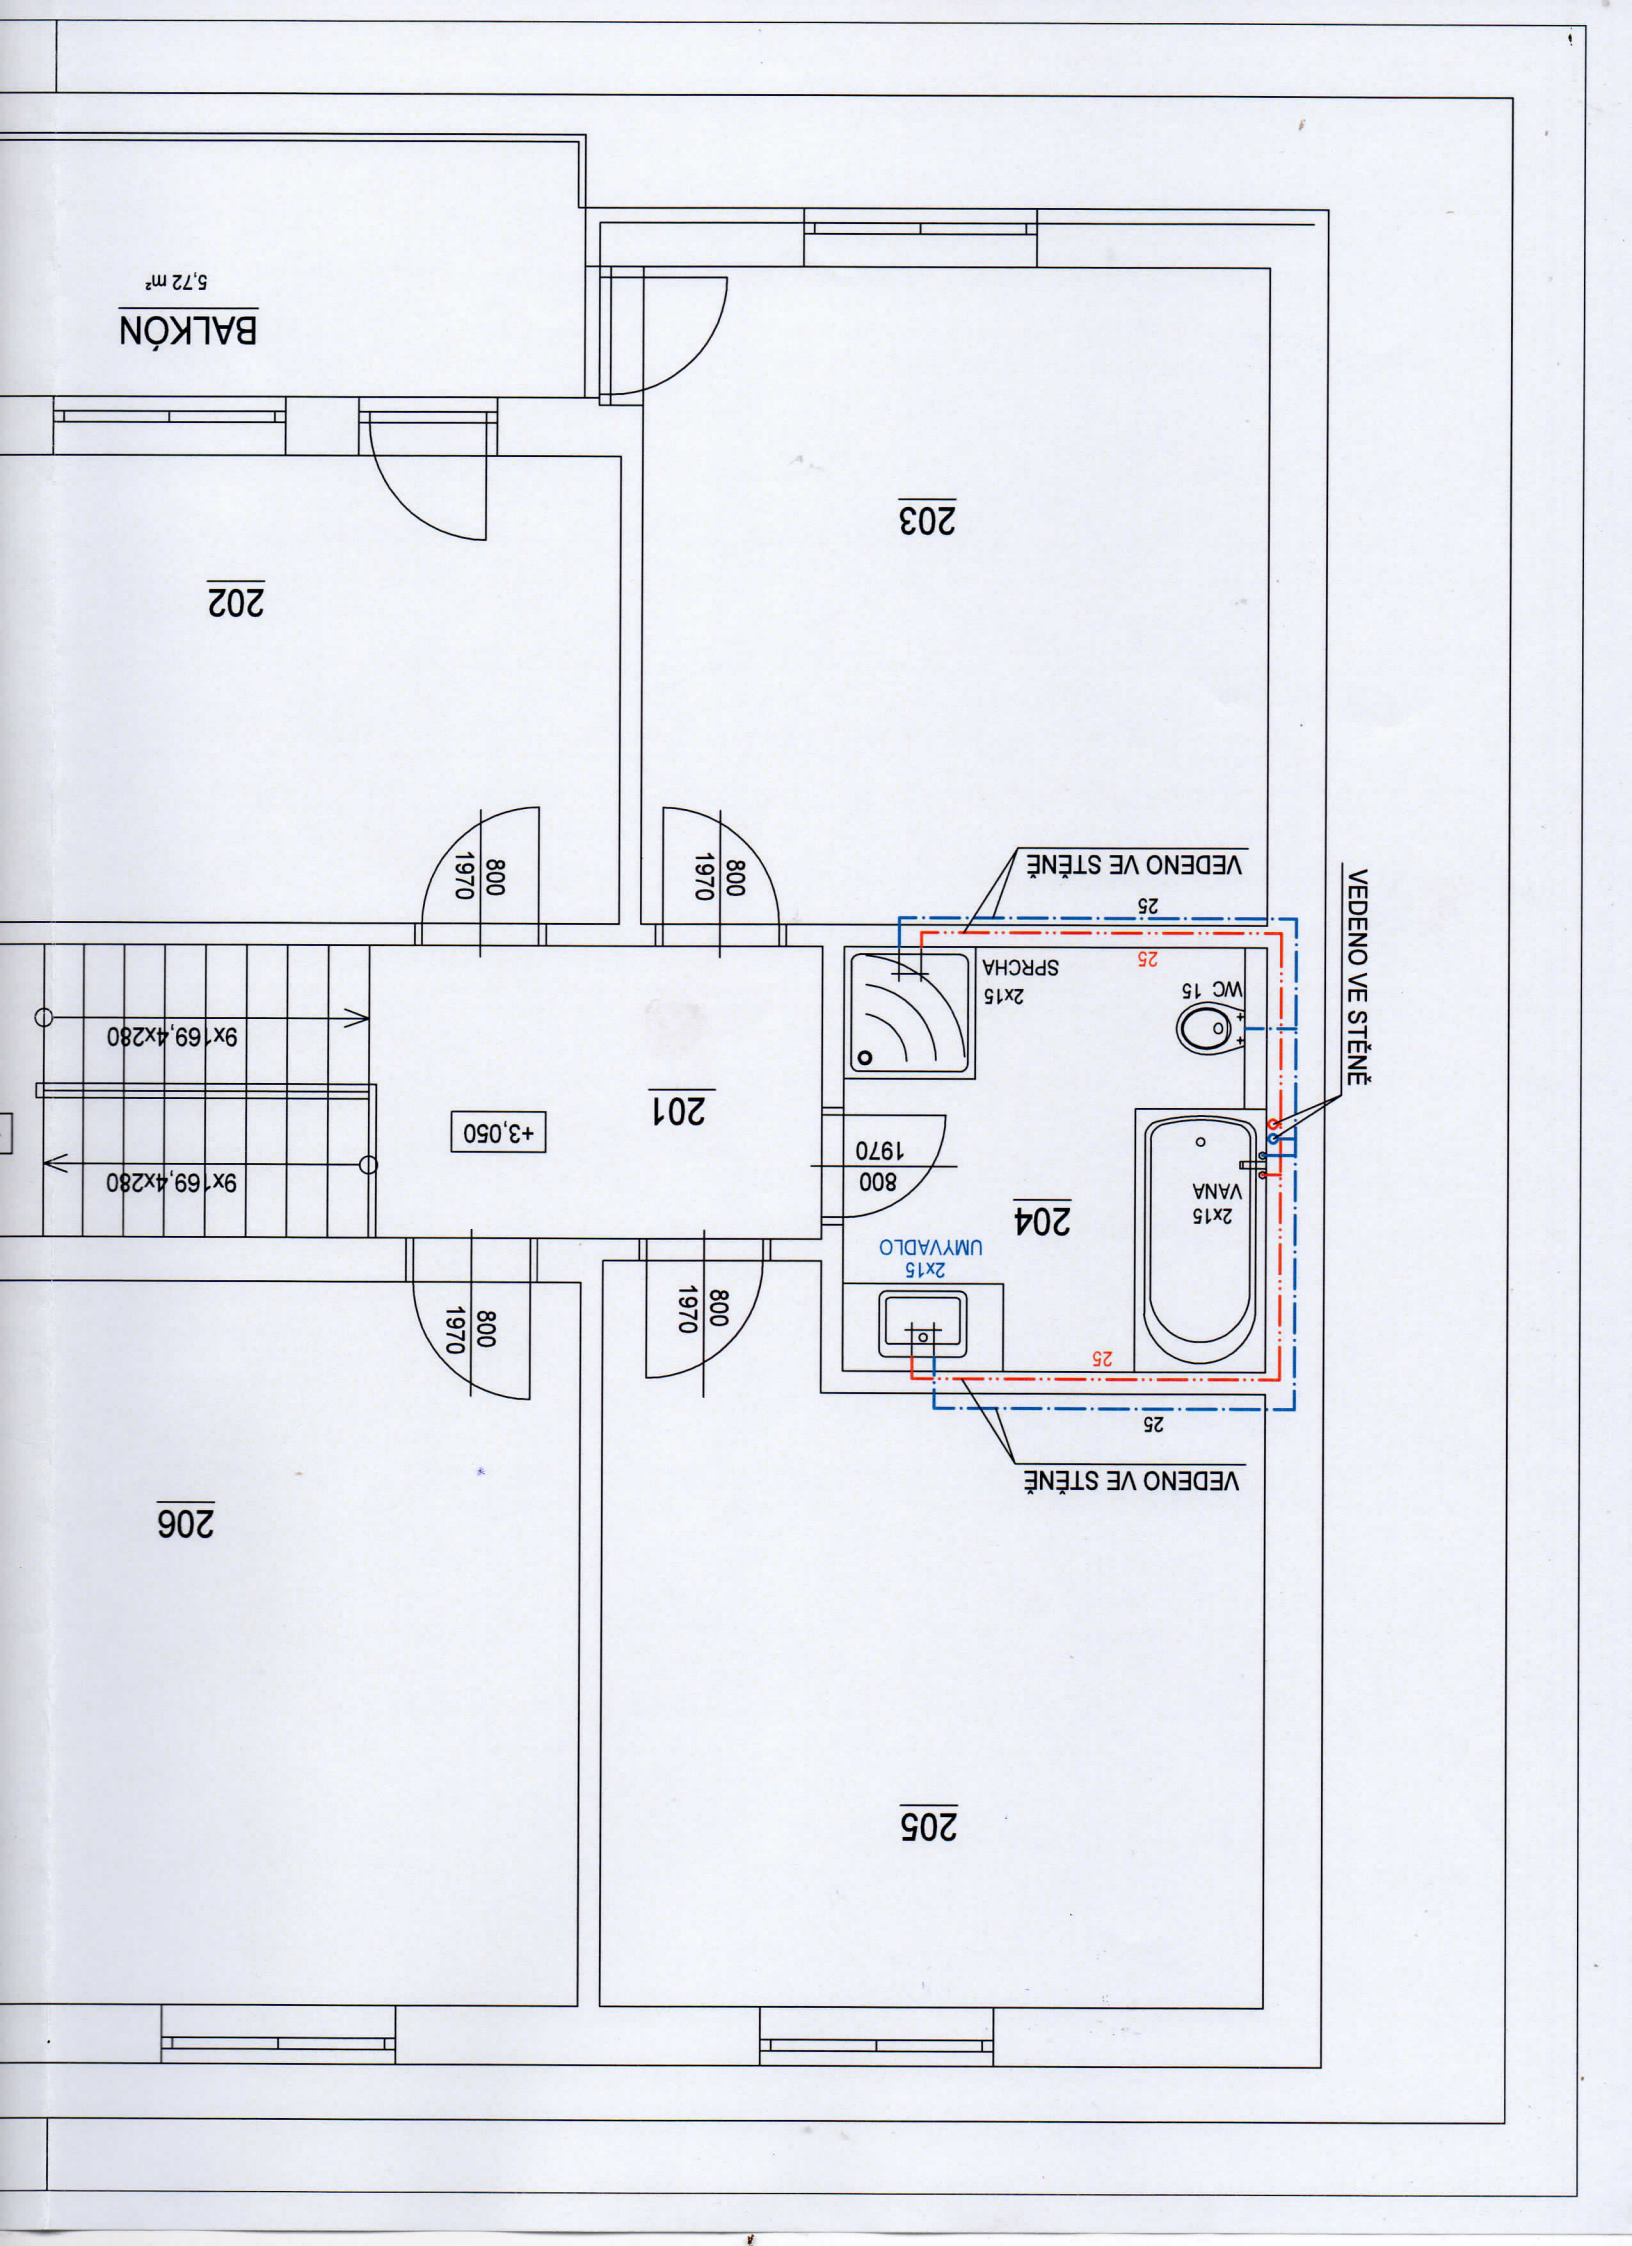 205
206
VEDENO VE STĚNĚ
25
25
800
1970
800
1970
2x15
UMYVADLO
2x15
VANA
204
800
1970
9x169,4x280
+3,050
201
VEDENO VE STĚNĚ
9x169,4x280
WC 15
2x15
SPRCHA
25
25
VEDENO VE STĚNĚ
800
1970
800
1970
202
203
BALKÓN
5,72 m²